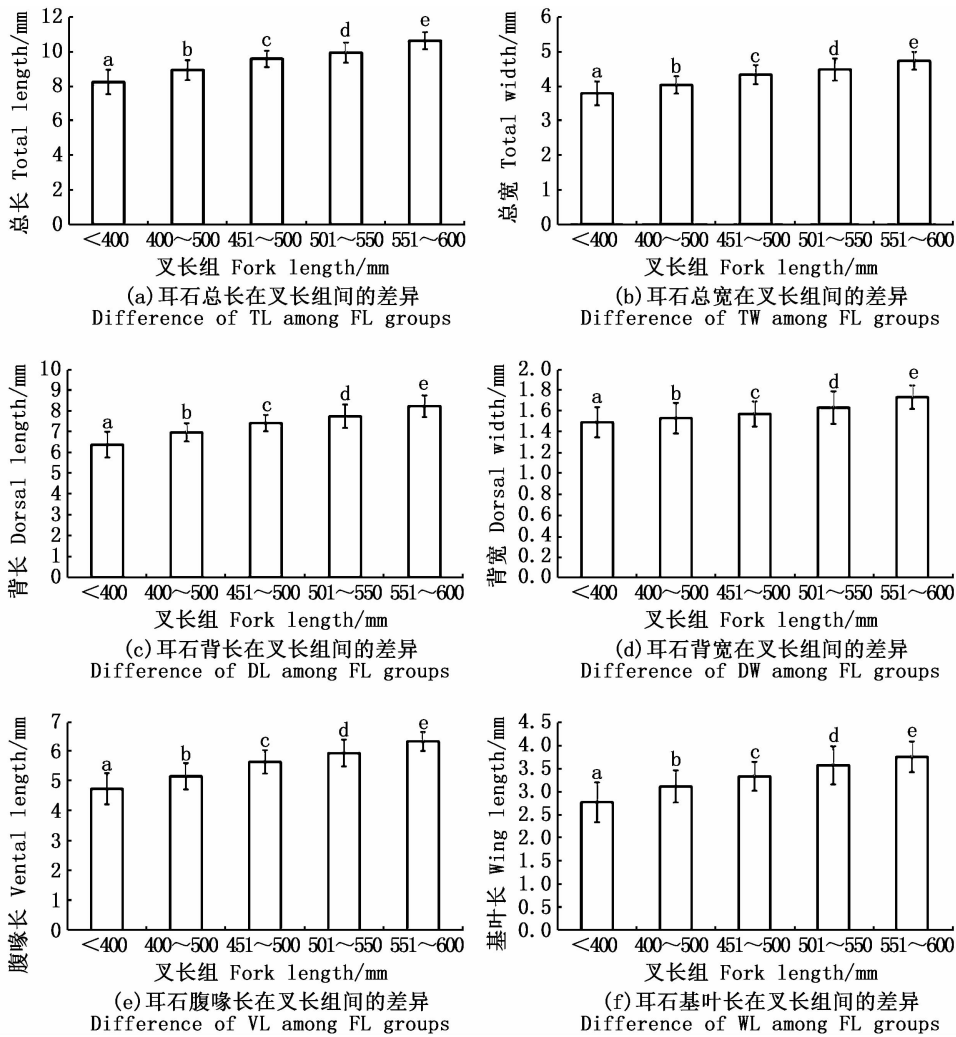 总长 Total length/mm
12
10
8
6
4
2
0
a
b
c
d
e
<400
400~500
451~500
501~550
551~600
叉长组 Fork length/mm
(a)耳石总长在叉长组间的差异
Difference of TL among FL groups
总宽 Total width/mm
6
5
4
3
2
1
0
a
b
c
d
e
<400
400~500
451~500
501~550
551~600
叉长组 Fork length/mm
(b)耳石总宽在叉长组间的差异
Difference of TW among FL groups
背长 Dorsal length/mm
10
9
8
7
6
5
4
3
2
1
0
a
b
c
d
e
<400
400~500
451~500
501~550
551~600
叉长组 Fork length/mm
(c)耳石背长在叉长组间的差异
Difference of DL among FL groups
背宽 Dorsal width/mm
2.0
1.8
1.6
1.4
1.2
1.0
0.8
0.6
0.4
0.2
0.0
a
b
c
d
e
<400
400~500
451~500
501~550
551~600
叉长组 Fork length/mm
(d)耳石背宽在叉长组间的差异
Difference of DW among FL groups
腹喙长 Vental length/mm
7
6
5
4
3
2
1
0
a
b
c
d
e
<400
400~500
451~500
501~550
551~600
叉长组 Fork length/mm
(e)耳石腹喙长在叉长组间的差异
Difference of VL among FL groups
基叶长 Wing length/mm
4.5
4.0
3.5
3.0
2.5
2.0
1.5
1.0
0.5
0.0
a
b
c
d
e
<400
400~500
451~500
501~550
551~600
叉长组 Fork length/mm
(f)耳石基叶长在叉长组间的差异
Difference of WL among FL groups